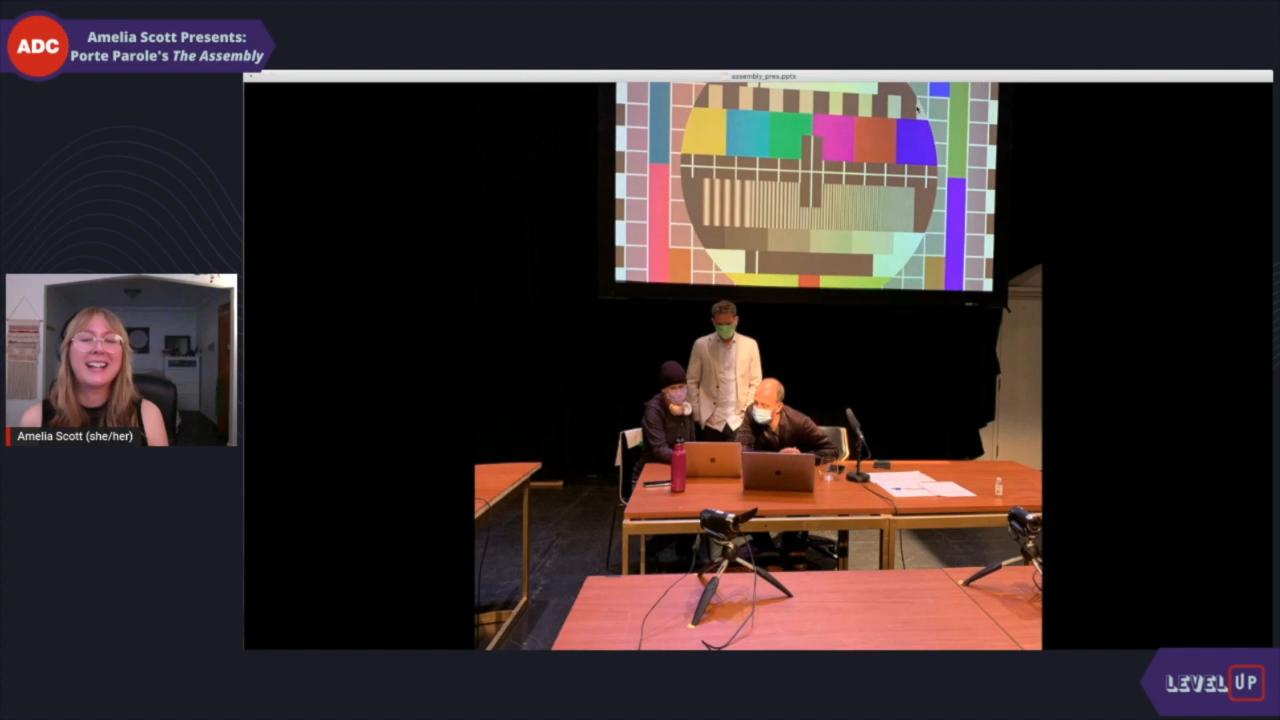 ADC
Amelia Scott Presents:
Porte Parole's The Assembly
assembly_pres.pptx
Amelia Scott (she/her)
LEVEL UP